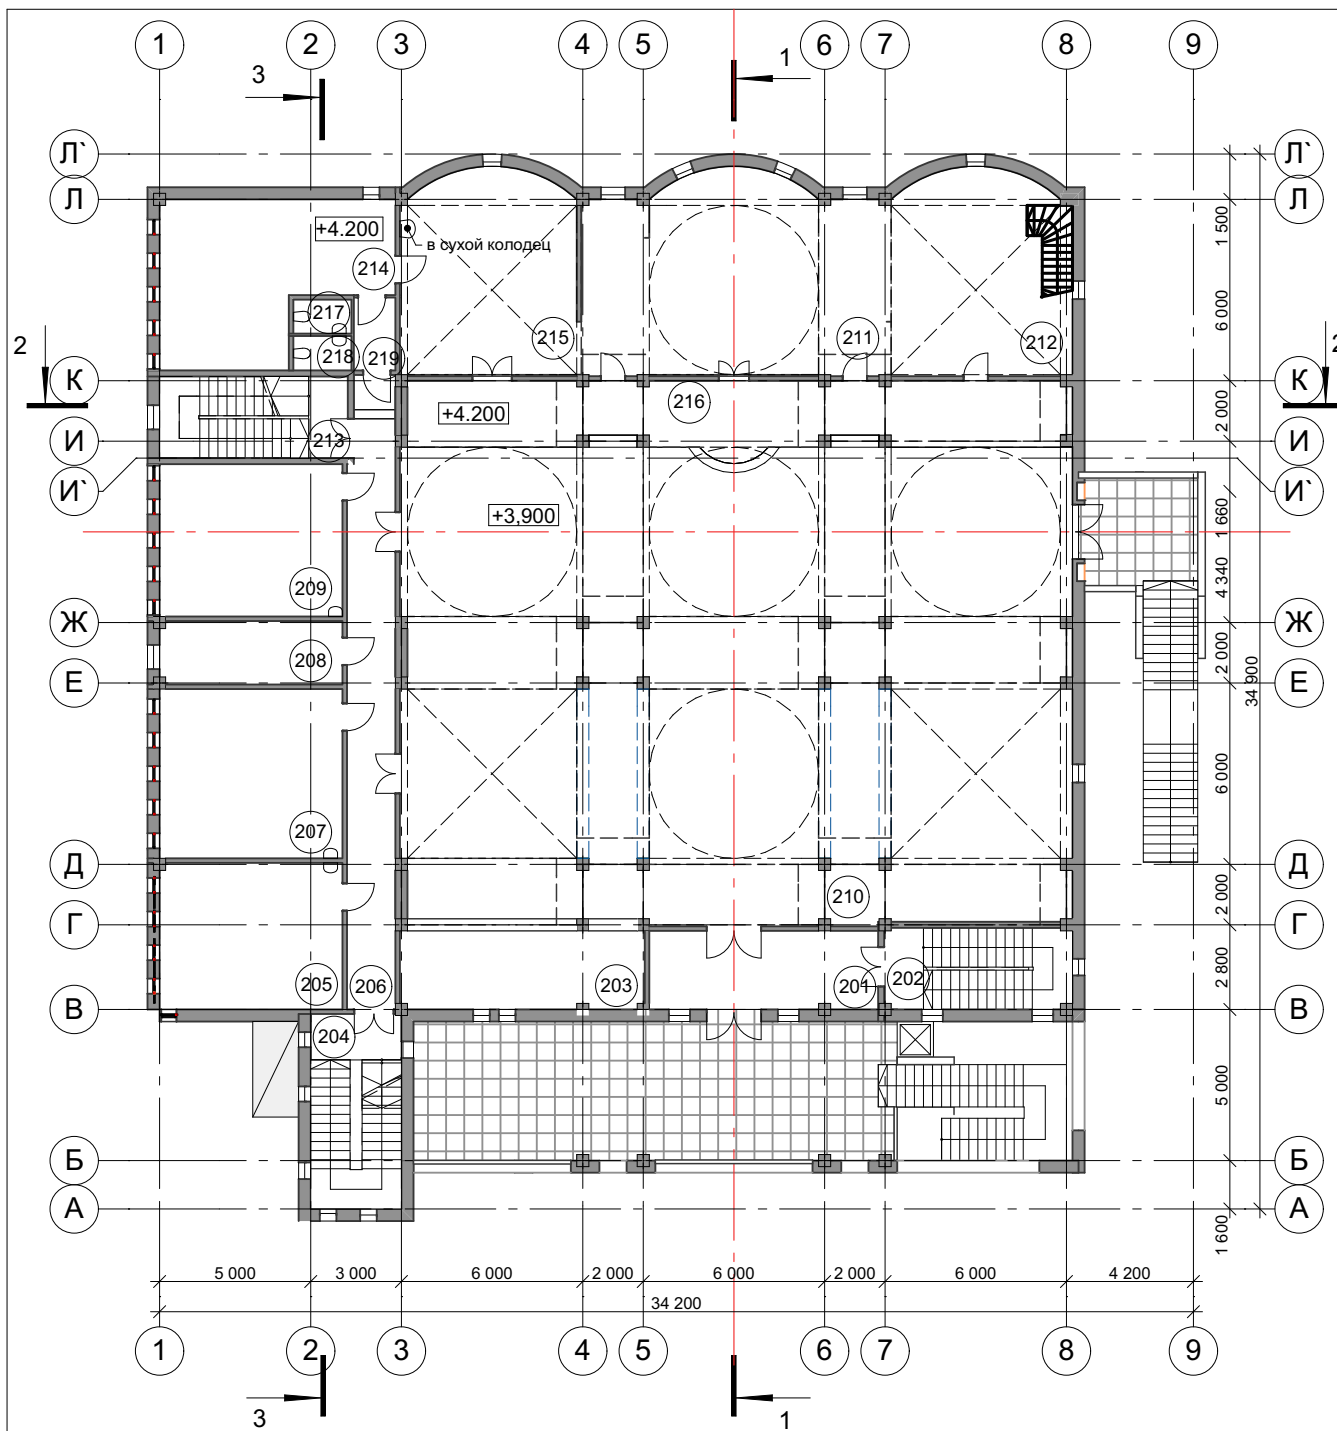 1 2 3 4 5 6 7 8 9
3 1
Л` Л`
Л Л
1 500
+4.200
в сухой колодец
214
6 000
217
215 211 212
2 2
218 219
К К
216
+4.200
2 000
И И
213
И` И`
+3,900
1 660
4 340
209
Ж Ж
208
2 000
Е Е
34 900
6 000
207
Д Д
210
2 000
Г Г
2 800
205 206 203 201 202
В В
204
5 000
Б Б
А А
1 600
5 000 3 000 6 000 2 000 6 000 2 000 6 000 4 200
34 200
1 2 3 4 5 6 7 8 9
3 1